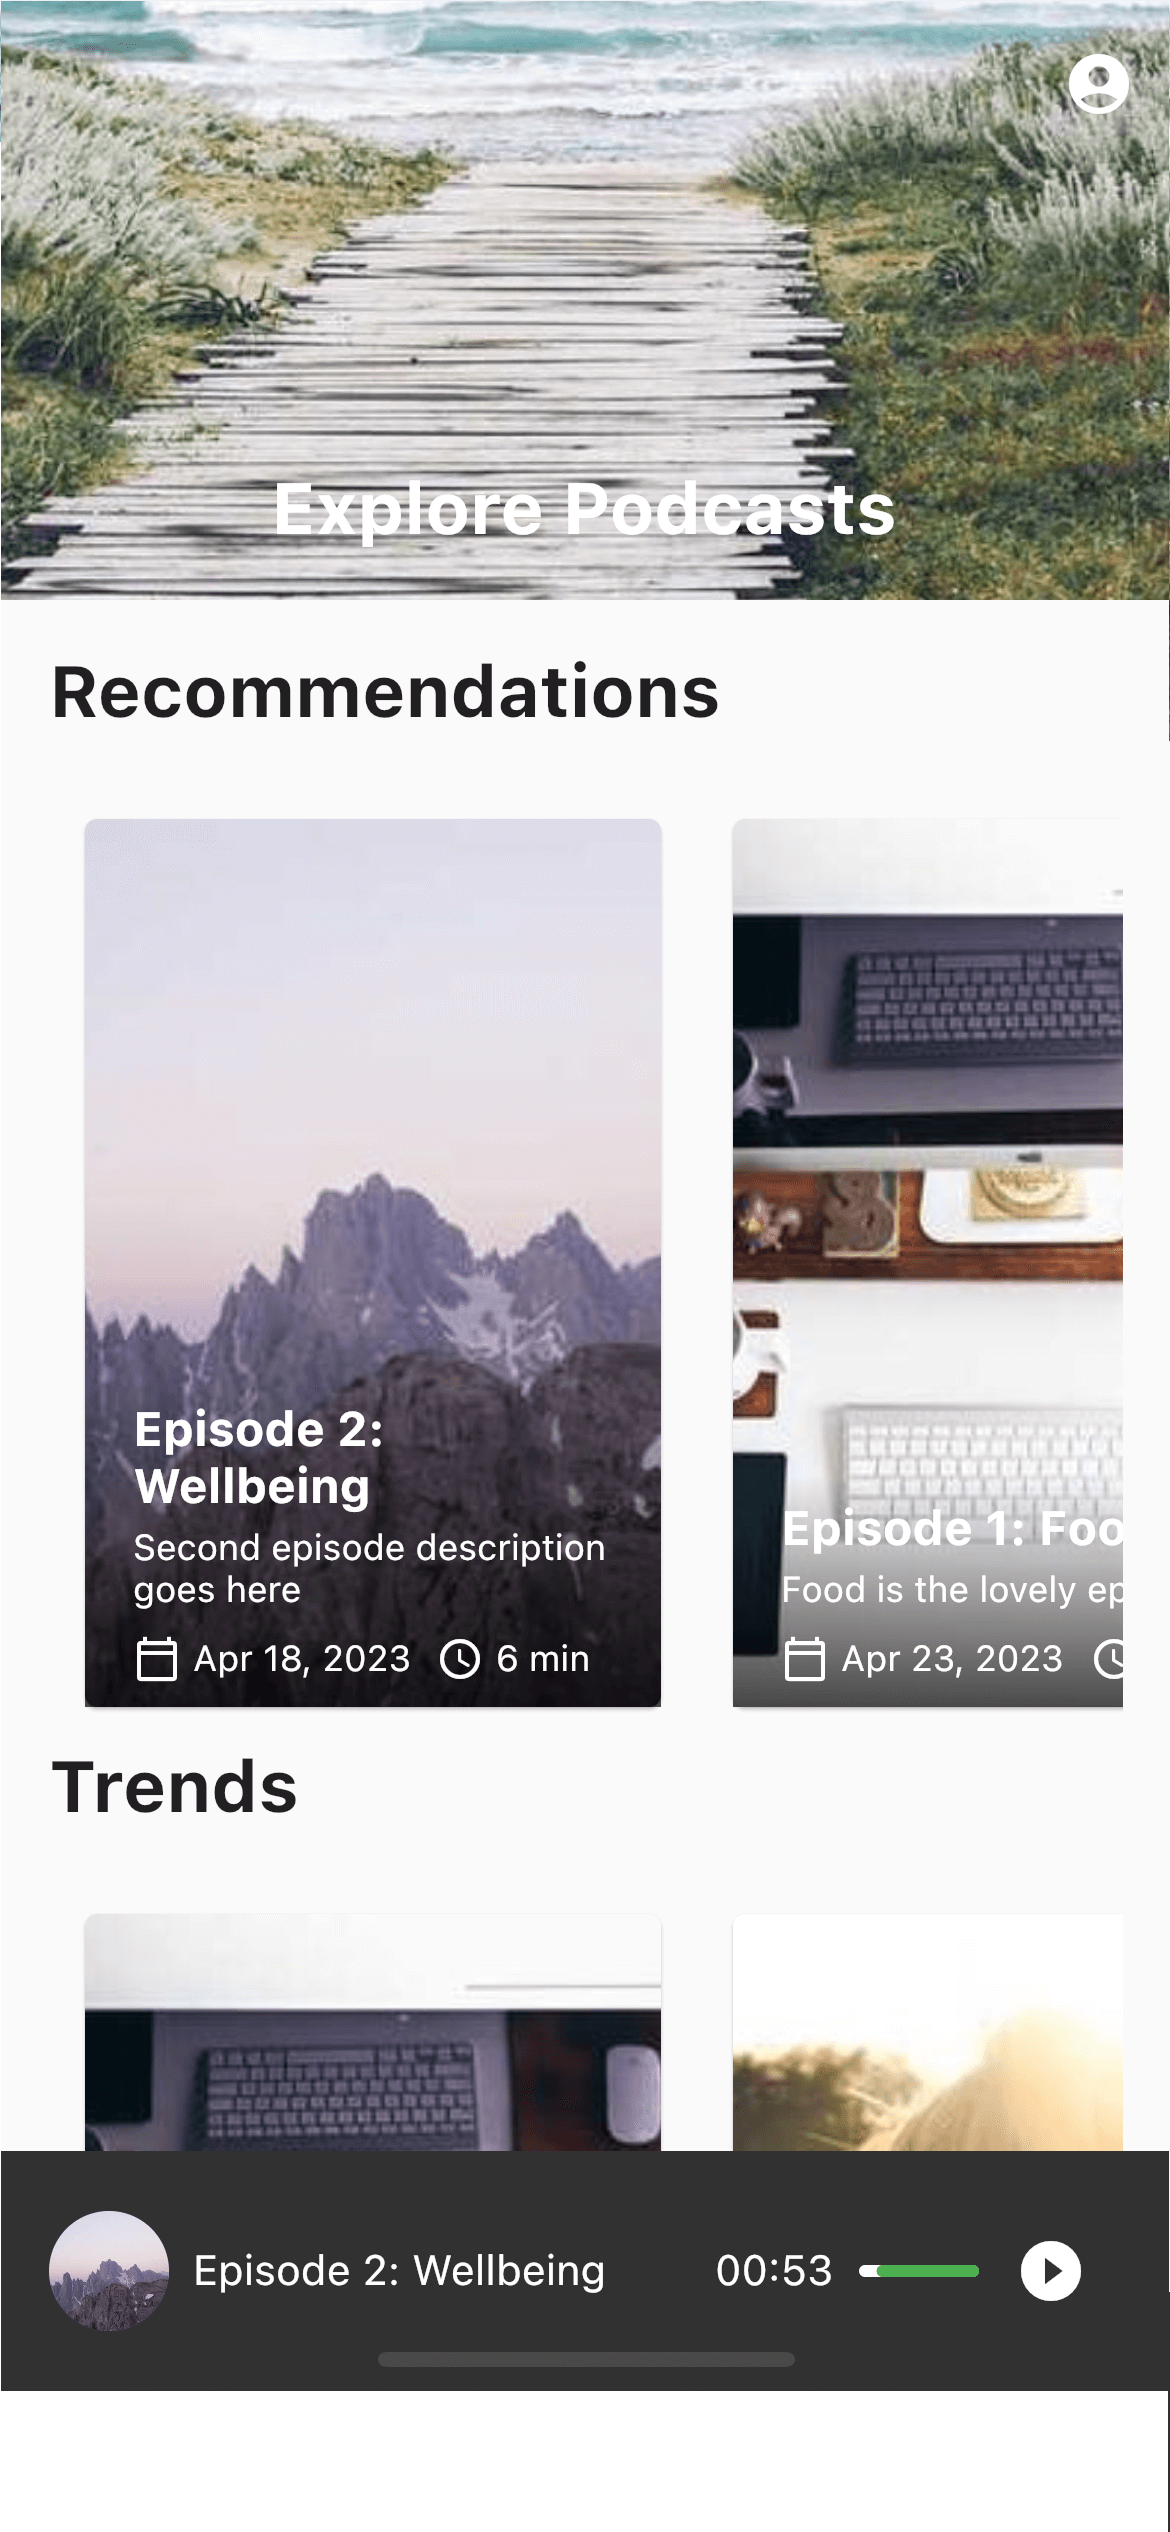 Explore Podcasts
Recommendations
Episode 2:
Wellbeing
Second episode description
goes here
Apr 18, 2023 6 min
Episode 1: Foo
Food is the lovely ep
Apr 23, 2023
Trends
Episode 2: Wellbeing 00:53